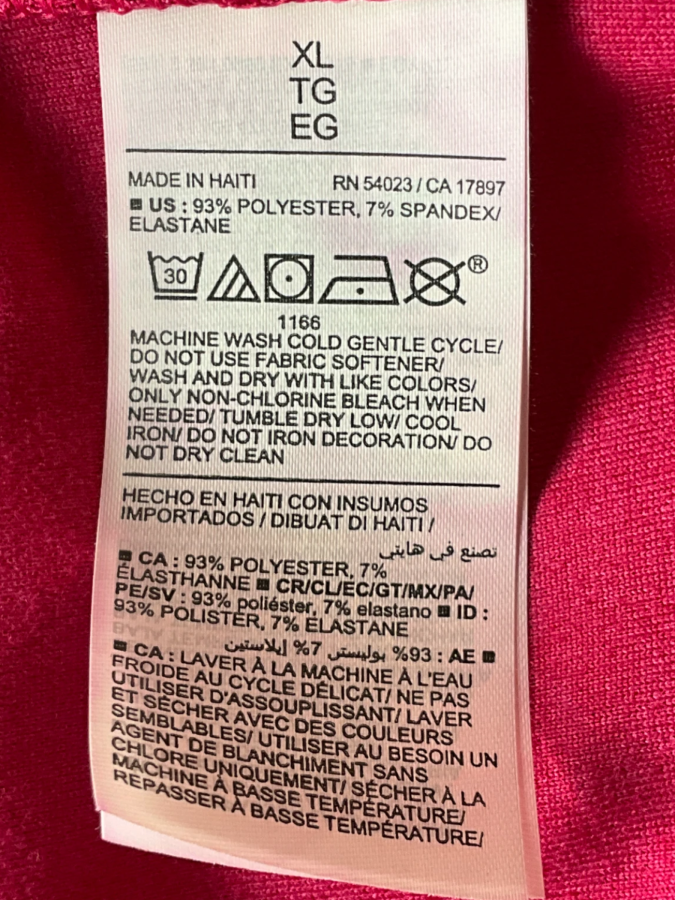 XL
TG
EG
MADE IN HAITI RN 54023 / CA 17897
US : 93% POLYESTER, 7% SPANDEX/
ELASTANE
30
®
1166
MACHINE WASH COLD GENTLE CYCLE/
DO NOT USE FABRIC SOFTENER/
WASH AND DRY WITH LIKE COLORS/
ONLY NON-CHLORINE BLEACH WHEN
NEEDED/ TUMBLE DRY LOW/ COOL
IRON/ DO NOT IRON DECORATION/ DO
NOT DRY CLEAN
HECHO EN HAITI CON INSUMOS
IMPORTADOS / DIBUAT DI HAITI /
تصنع في هايتي
CA : 93% POLYESTER, 7%
ÉLASTHANNE ■ CR/CL/EC/GT/MX/PA/
PE/SV : 93% poliéster, 7% elastano ■ ID :
93% POLISTER, 7% ELASTANE
AE : 93% بوليستر 7% إيلاستين
CA : LAVER À LA MACHINE À L'EAU
FROIDE AU CYCLE DÉLICAT/ NE PAS
UTILISER D'ASSOUPLISSANT/ LAVER
ET SÉCHER AVEC DES COULEURS
SEMBLABLES/ UTILISER AU BESOIN UN
AGENT DE BLANCHIMENT SANS
CHLORE UNIQUEMENT/ SÉCHER À LA
MACHINE À BASSE TEMPÉRATURE/
REPASSER À BASSE TEMPÉRATURE/